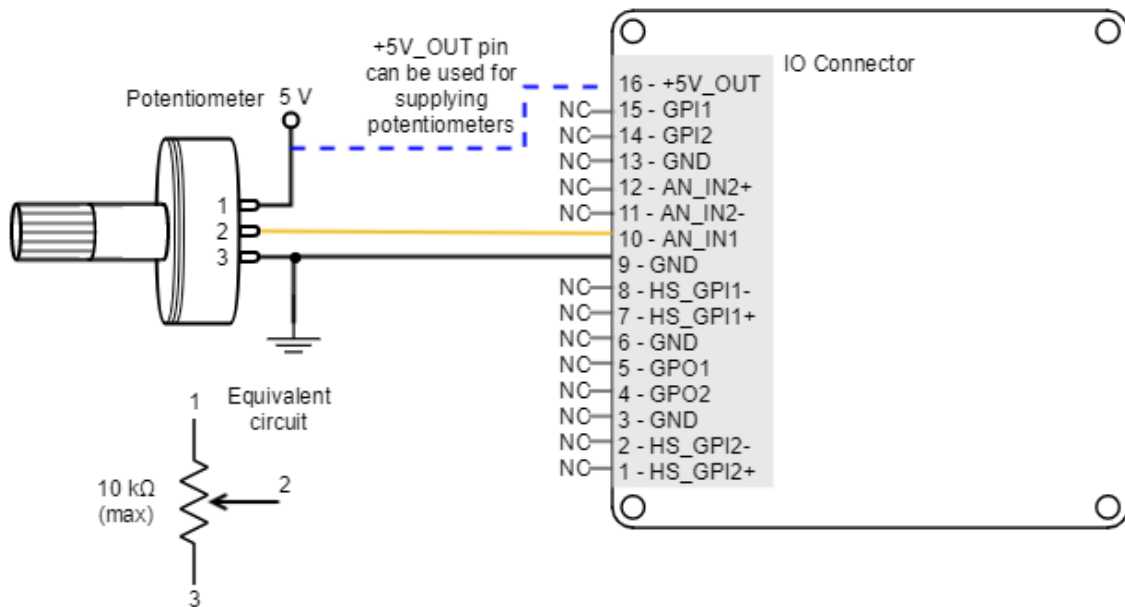 +5V_OUT pin
can be used for
supplying
potentiometers
Potentiometer
5 V
1
2
3
IO Connector
16 - +5V_OUT
NC 15 - GPI1
NC 14 - GPI2
NC 13 - GND
NC 12 - AN_IN2+
NC 11 - AN_IN2-
10 - AN_IN1
9 - GND
NC 8 - HS_GPI1-
NC 7 - HS_GPI1+
NC 6 - GND
NC 5 - GPO1
NC 4 - GPO2
NC 3 - GND
NC 2 - HS_GPI2-
NC 1 - HS_GPI2+
Equivalent
circuit
1
10 kΩ
(max)
2
3